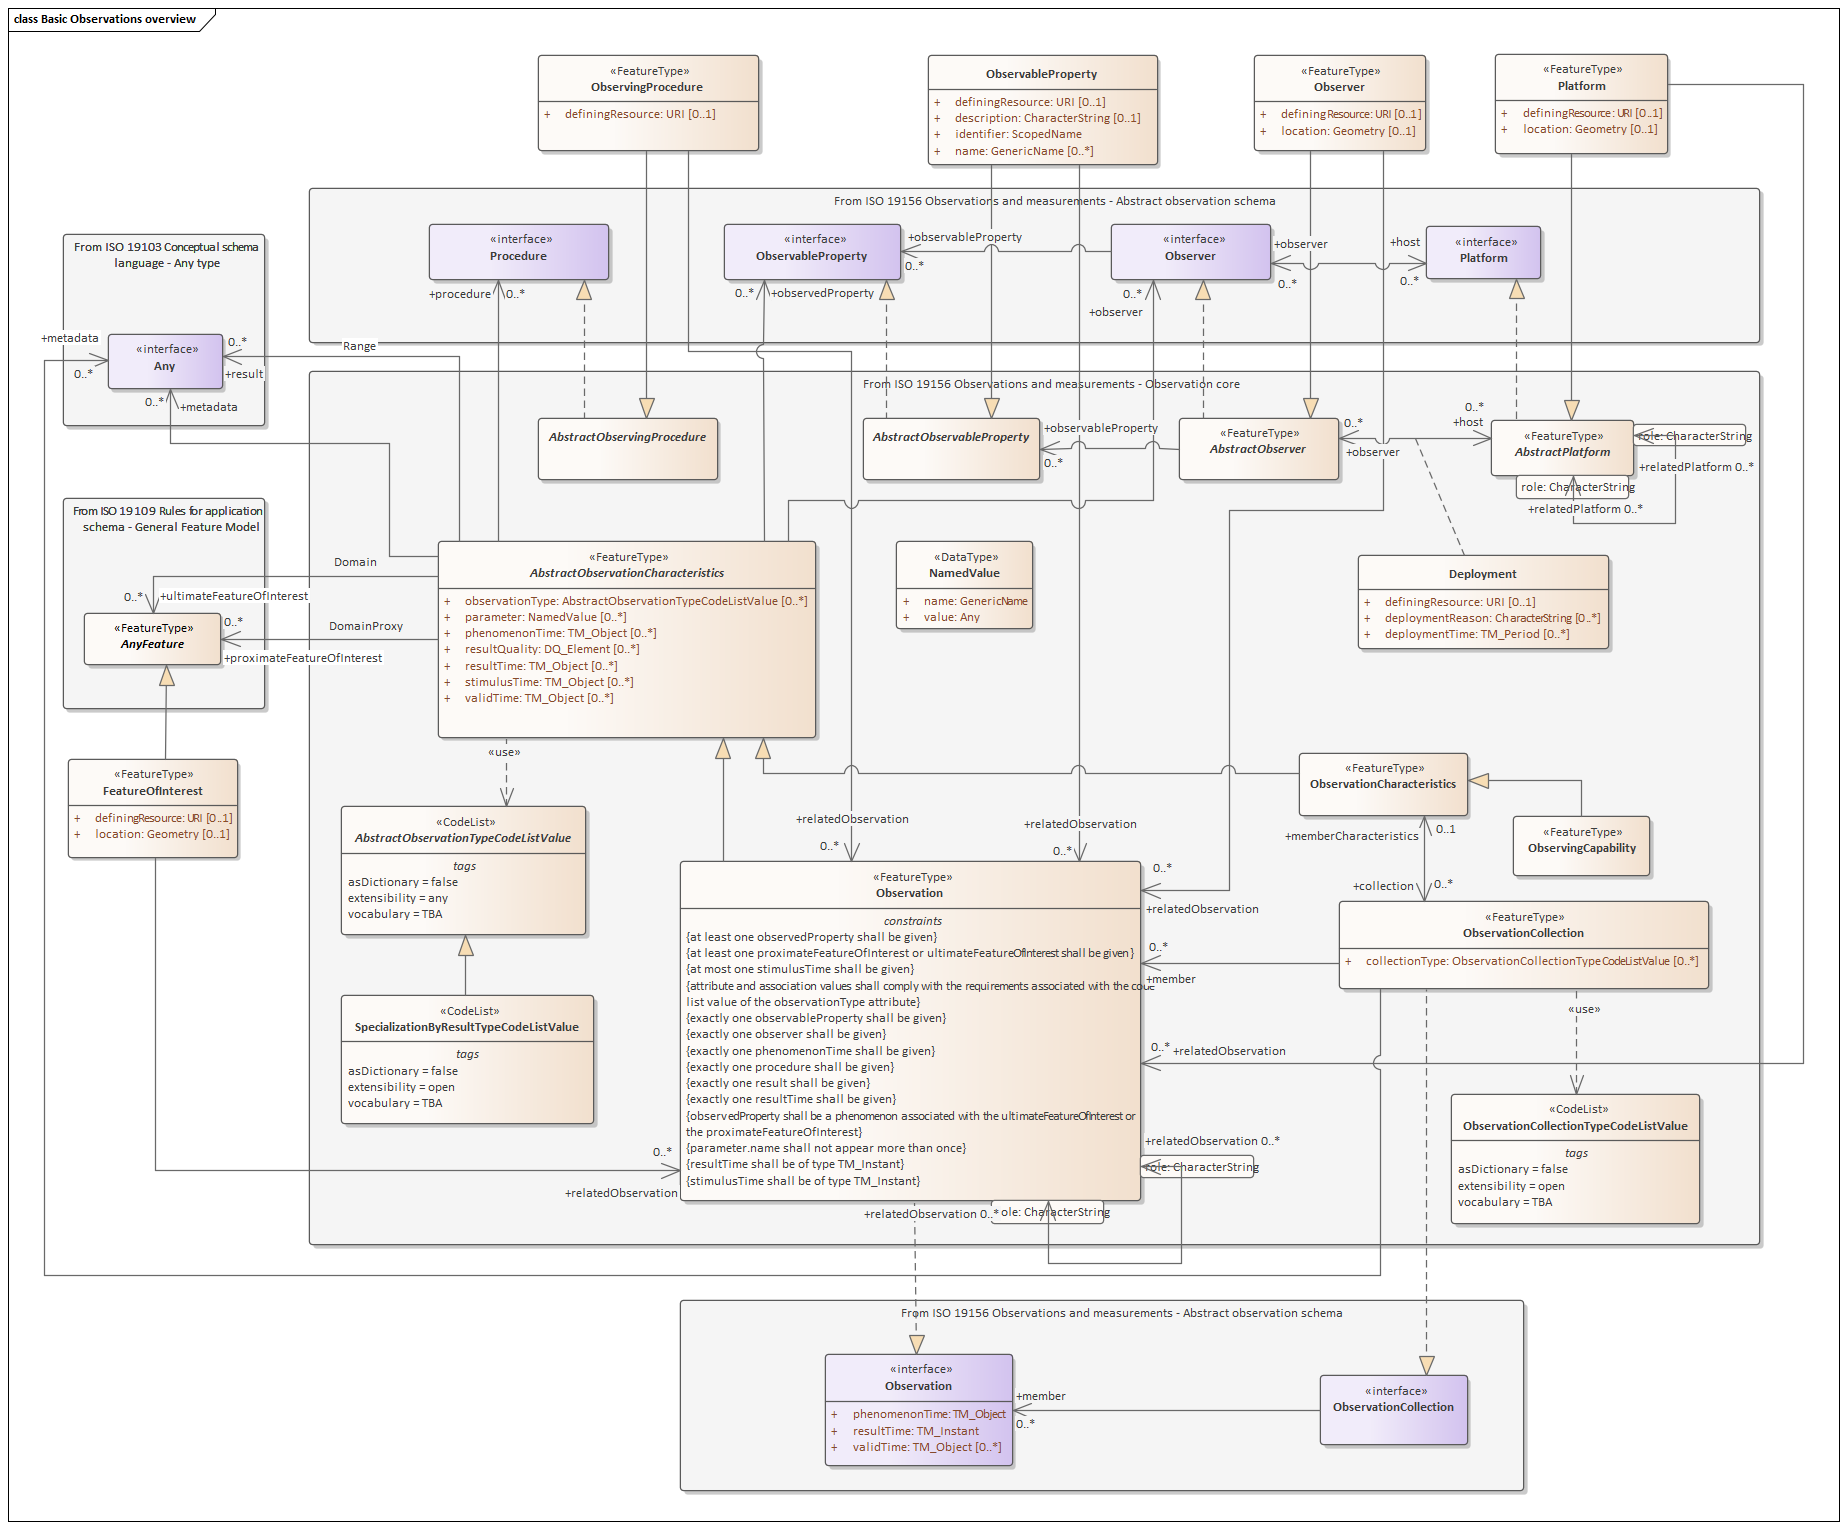 class Basic Observations overview
«FeatureType»
ObservingProcedure
+ definingResource: URI [0..1]
ObservableProperty
+ definingResource: URI [0..1]
+ description: CharacterString [0..1]
+ identifier: ScopedName
+ name: GenericName [0..*]
«FeatureType»
Observer
+ definingResource: URI [0..1]
+ location: Geometry [0..1]
«FeatureType»
Platform
+ definingResource: URI [0..1]
+ location: Geometry [0..1]
From ISO 19156 Observations and measurements - Abstract observation schema
«interface»
Procedure
+procedure
0..*
«interface»
ObservableProperty
+observableProperty
0..*
0..*
+observedProperty
«interface»
Observer
+observer
0..*
0..*
+observer
+host
0..*
«interface»
Platform
From ISO 19103 Conceptual schema
language - Any type
+metadata
0..*
«interface»
Any
0..*
+result
0..*
+metadata
Range
From ISO 19156 Observations and measurements - Observation core
AbstractObservingProcedure
AbstractObservableProperty
+observableProperty
0..*
«FeatureType»
AbstractObserver
0..*
+observer
0..*
+host
«FeatureType»
AbstractPlatform
role: CharacterString
+relatedPlatform 0..*
role: CharacterString
+relatedPlatform 0..*
From ISO 19109 Rules for application
schema - General Feature Model
Domain
0..*
+ultimateFeatureOfInterest
«FeatureType»
AnyFeature
0..*
DomainProxy
+proximateFeatureOfInterest
«FeatureType»
AbstractObservationCharacteristics
+ observationType: AbstractObservationTypeCodeListValue [0..*]
+ parameter: NamedValue [0..*]
+ phenomenonTime: TM_Object [0..*]
+ resultQuality: DQ_Element [0..*]
+ resultTime: TM_Object [0..*]
+ stimulusTime: TM_Object [0..*]
+ validTime: TM_Object [0..*]
«DataType»
NamedValue
+ name: GenericName
+ value: Any
Deployment
+ definingResource: URI [0..1]
+ deploymentReason: CharacterString [0..*]
+ deploymentTime: TM_Period [0..*]
«use»
«FeatureType»
FeatureOfInterest
+ definingResource: URI [0..1]
+ location: Geometry [0..1]
«CodeList»
AbstractObservationTypeCodeListValue
tags
asDictionary = false
extensibility = any
vocabulary = TBA
+relatedObservation
0..*
+relatedObservation
0..*
«FeatureType»
ObservationCharacteristics
+memberCharacteristics
0..1
«FeatureType»
ObservingCapability
+collection
0..*
«FeatureType»
Observation
constraints
{at least one observedProperty shall be given}
{at least one proximateFeatureOfInterest or ultimateFeatureOfInterest shall be given}
{at most one stimulusTime shall be given}
{attribute and association values shall comply with the requirements associated with the code
list value of the observationType attribute}
{exactly one observableProperty shall be given}
{exactly one observer shall be given}
{exactly one phenomenonTime shall be given}
{exactly one procedure shall be given}
{exactly one result shall be given}
{exactly one resultTime shall be given}
{observedProperty shall be a phenomenon associated with the ultimateFeatureOfInterest or
the proximateFeatureOfInterest}
{parameter.name shall not appear more than once}
{resultTime shall be of type TM_Instant}
{stimulusTime shall be of type TM_Instant}
0..*
+relatedObservation
0..*
+member
0..* +relatedObservation
+relatedObservation 0..*
role: CharacterString
+relatedObservation 0..*
ole: CharacterString
«FeatureType»
ObservationCollection
+ collectionType: ObservationCollectionTypeCodeListValue [0..*]
«use»
«CodeList»
SpecializationByResultTypeCodeListValue
tags
asDictionary = false
extensibility = open
vocabulary = TBA
0..*
+relatedObservation
«CodeList»
ObservationCollectionTypeCodeListValue
tags
asDictionary = false
extensibility = open
vocabulary = TBA
From ISO 19156 Observations and measurements - Abstract observation schema
«interface»
Observation
+ phenomenonTime: TM_Object
+ resultTime: TM_Instant
+ validTime: TM_Object [0..*]
+member
0..*
«interface»
ObservationCollection